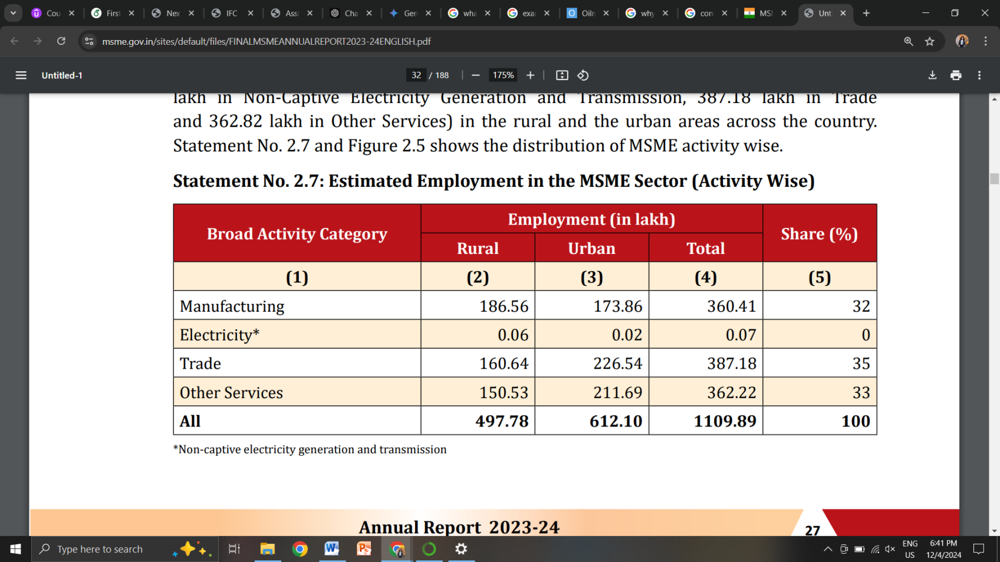 Cou
First
Nex
IFC
Assi
Cha
Gen
wha
exa
Oiln
why
con
MSI
Unt
msme.gov.in/sites/default/files/FINALMSMEANNUALREPORT2023-24ENGLISH.pdf
Untitled-1
32 / 188
175%
lakh in Non-Captive Electricity Generation and Transmission, 387.18 lakh in Trade
and 362.82 lakh in Other Services) in the rural and the urban areas across the country.
Statement No. 2.7 and Figure 2.5 shows the distribution of MSME activity wise.
Statement No. 2.7: Estimated Employment in the MSME Sector (Activity Wise)
Broad Activity Category Employment (in lakh) Share (%)
Rural Urban Total
(1) (2) (3) (4) (5)
Manufacturing 186.56 173.86 360.41 32
Electricity* 0.06 0.02 0.07 0
Trade 160.64 226.54 387.18 35
Other Services 150.53 211.69 362.22 33
All 497.78 612.10 1109.89 100
*Non-captive electricity generation and transmission
Annual Report 2023-24
27
Type here to search
ENG
US
6:41 PM
12/4/2024